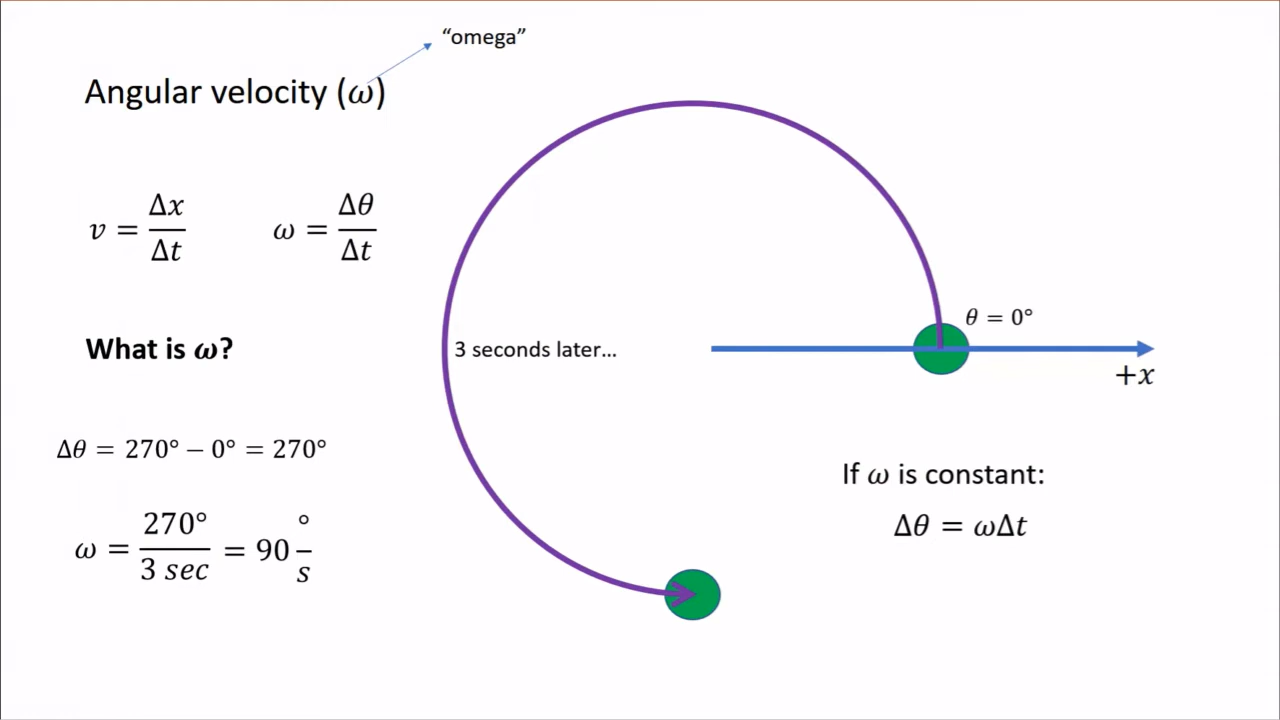 “omega”
Angular velocity (ω)
v = Δx/Δt
ω = Δθ/Δt
What is ω?
Δθ = 270° − 0° = 270°
ω = 270°/3 sec = 90 °/s
3 seconds later...
θ = 0°
+x
If ω is constant:
Δθ = ωΔt